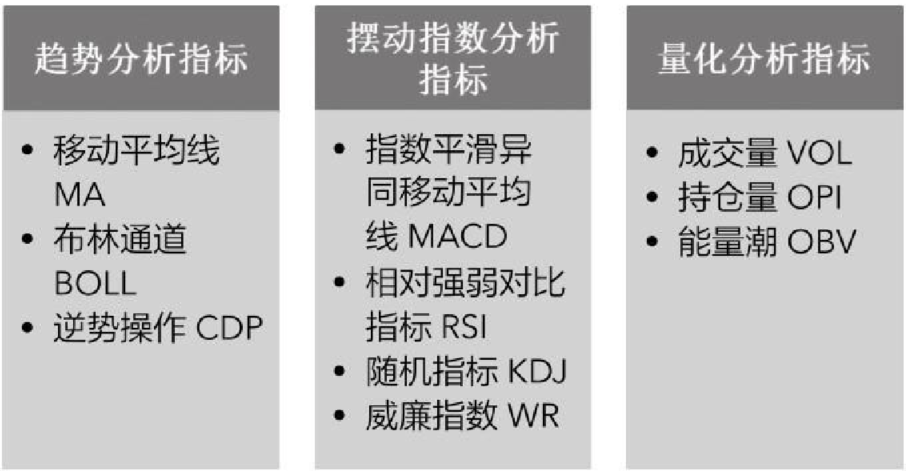 趋势分析指标
• 移动平均线
MA
• 布林通道
BOLL
• 逆势操作 CDP
摆动指数分析
指标
• 指数平滑异
同移动平均
线 MACD
• 相对强弱对比
指标 RSI
• 随机指标 KDJ
• 威廉指数 WR
量化分析指标
• 成交量 VOL
• 持仓量 OPI
• 能量潮 OBV